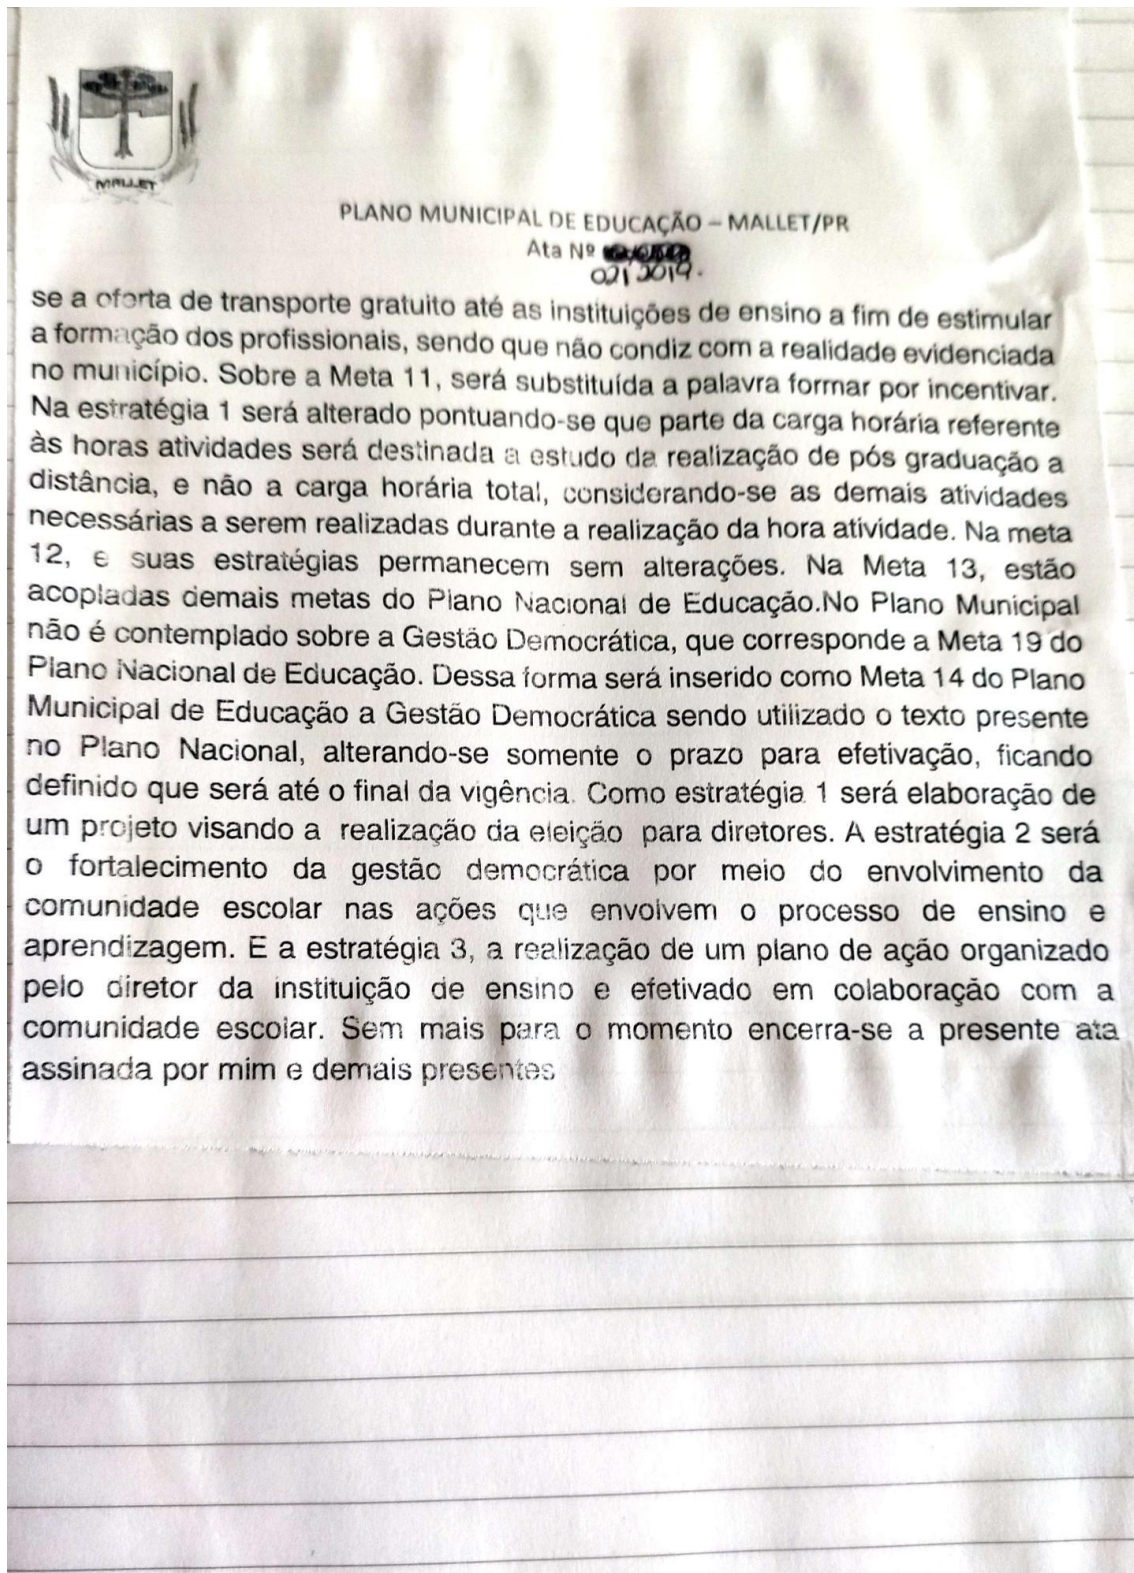 MALLET
PLANO MUNICIPAL DE EDUCAÇÃO – MALLET/PR
Ata Nº
02/2019.
se a oferta de transporte gratuito até as instituições de ensino a fim de estimular
a formação dos profissionais, sendo que não condiz com a realidade evidenciada
no município. Sobre a Meta 11, será substituída a palavra formar por incentivar.
Na estratégia 1 será alterado pontuando-se que parte da carga horária referente
às horas atividades será destinada a estudo da realização de pós graduação a
distância, e não a carga horária total, considerando-se as demais atividades
necessárias a serem realizadas durante a realização da hora atividade. Na meta
12, e suas estratégias permanecem sem alterações. Na Meta 13, estão
acopladas demais metas do Plano Nacional de Educação.No Plano Municipal
não é contemplado sobre a Gestão Democrática, que corresponde a Meta 19 do
Plano Nacional de Educação. Dessa forma será inserido como Meta 14 do Plano
Municipal de Educação a Gestão Democrática sendo utilizado o texto presente
no Plano Nacional, alterando-se somente o prazo para efetivação, ficando
definido que será até o final da vigência. Como estratégia 1 será elaboração de
um projeto visando a realização da eleição para diretores. A estratégia 2 será
o fortalecimento da gestão democrática por meio do envolvimento da
comunidade escolar nas ações que envolvem o processo de ensino e
aprendizagem. E a estratégia 3, a realização de um plano de ação organizado
pelo diretor da instituição de ensino e efetivado em colaboração com a
comunidade escolar. Sem mais para o momento encerra-se a presente ata
assinada por mim e demais presentes